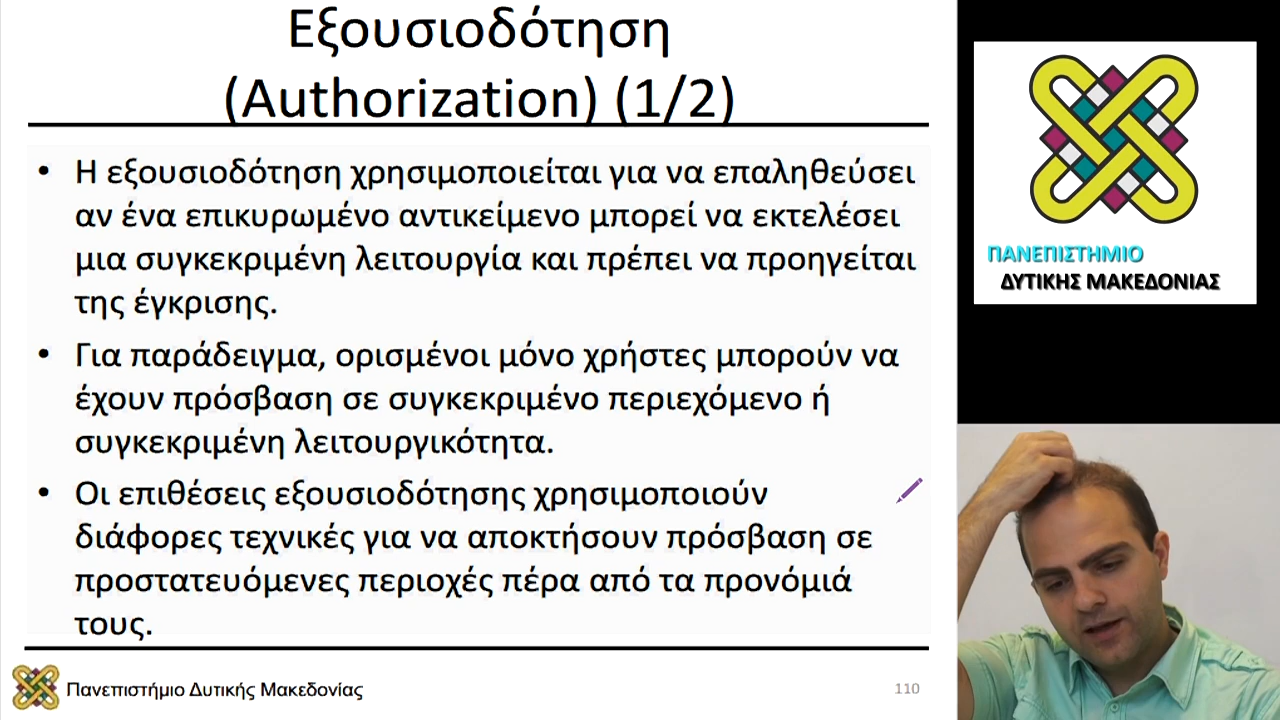 Εξουσιοδότηση
(Authorization) (1/2)
• Η εξουσιοδότηση χρησιμοποιείται για να επαληθεύσει
αν ένα επικυρωμένο αντικείμενο μπορεί να εκτελέσει
μια συγκεκριμένη λειτουργία και πρέπει να προηγείται
της έγκρισης.
• Για παράδειγμα, ορισμένοι μόνο χρήστες μπορούν να
έχουν πρόσβαση σε συγκεκριμένο περιεχόμενο ή
συγκεκριμένη λειτουργικότητα.
• Οι επιθέσεις εξουσιοδότησης χρησιμοποιούν
διάφορες τεχνικές για να αποκτήσουν πρόσβαση σε
προστατευόμενες περιοχές πέρα από τα προνόμιά
τους.
Πανεπιστήμιο Δυτικής Μακεδονίας
110
ΠΑΝΕΠΙΣΤΗΜΙΟ
ΔΥΤΙΚΗΣ ΜΑΚΕΔΟΝΙΑΣ